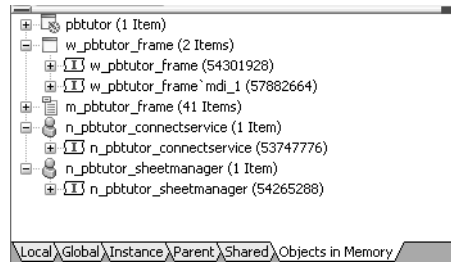 pbtutor (1 Item)
w_pbtutor_frame (2 Items)
w_pbtutor_frame (54301928)
w_pbtutor_frame`mdi_1 (57882664)
m_pbtutor_frame (41 Items)
n_pbtutor_connectservice (1 Item)
n_pbtutor_connectservice (53747776)
n_pbtutor_sheetmanager (1 Item)
n_pbtutor_sheetmanager (54265288)
Local Global Instance Parent Shared Objects in Memory